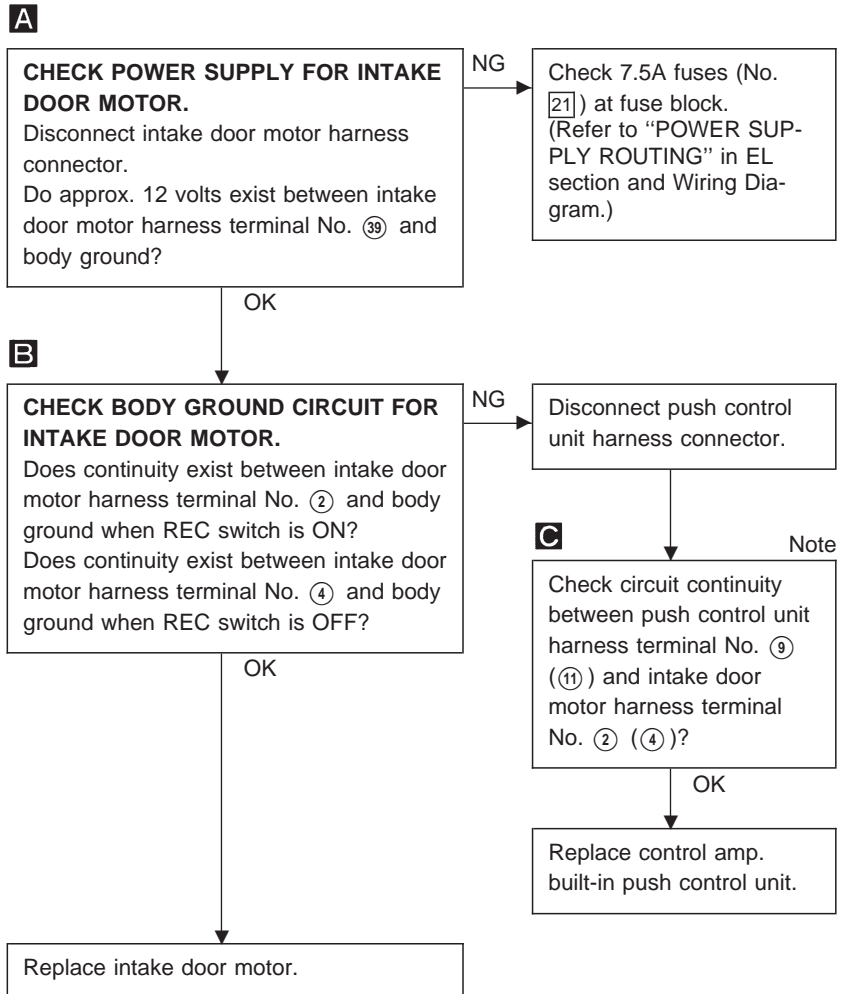 A
CHECK POWER SUPPLY FOR INTAKE
DOOR MOTOR.
Disconnect intake door motor harness
connector.
Do approx. 12 volts exist between intake
door motor harness terminal No. 39 and
body ground?
NG
Check 7.5A fuses (No.
21) at fuse block.
(Refer to ‘‘POWER SUP-
PLY ROUTING’’ in EL
section and Wiring Dia-
gram.)
OK
B
CHECK BODY GROUND CIRCUIT FOR
INTAKE DOOR MOTOR.
Does continuity exist between intake door
motor harness terminal No. ② and body
ground when REC switch is ON?
Does continuity exist between intake door
motor harness terminal No. ④ and body
ground when REC switch is OFF?
NG
Disconnect push control
unit harness connector.
C
Note
Check circuit continuity
between push control unit
harness terminal No. ⑨
(⑪) and intake door
motor harness terminal
No. ② (④)?
OK
OK
Replace control amp.
built-in push control unit.
Replace intake door motor.